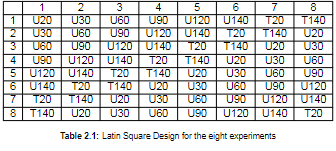 1 2 3 4 5 6 7 8
1 U20 U30 U60 U90 U120 U140 T20 T140
2 U30 U60 U90 U120 U140 T20 T140 U20
3 U60 U90 U120 U140 T20 T140 U20 U30
4 U90 U120 U140 T20 T140 U20 U30 U60
5 U120 U140 T20 T140 U20 U30 U60 U90
6 U140 T20 T140 U20 U30 U60 U90 U120
7 T20 T140 U20 U30 U60 U90 U120 U140
8 T140 U20 U30 U60 U90 U120 U140 T20
Table 2.1: Latin Square Design for the eight experiments